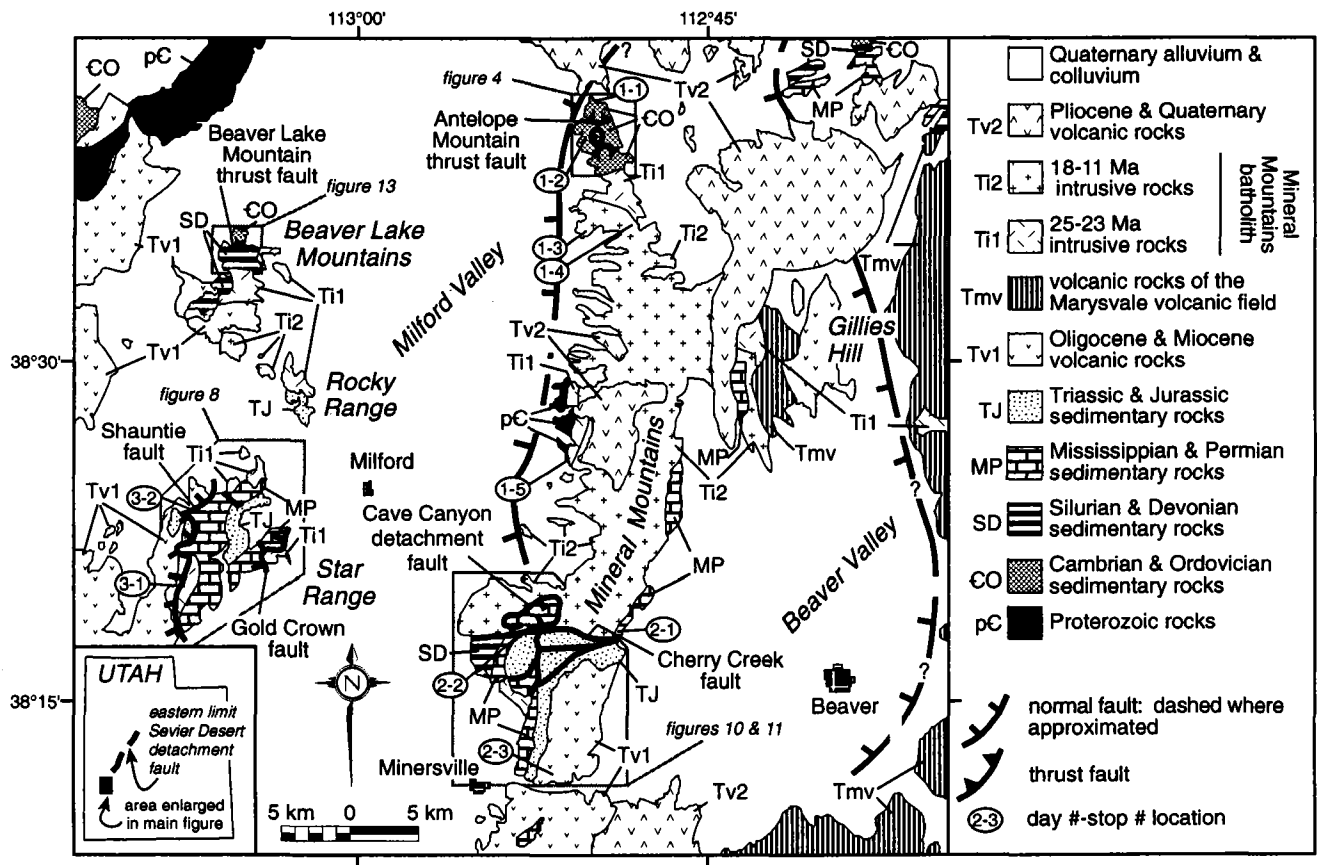 113°00'
112°45'
38°30'
38°15'
pЄ
ЄO
Beaver Lake
Mountain
thrust fault
figure 13
SD
ЄO
Beaver Lake
Mountains
Tv1
Ti1
Ti2
Tv1
Rocky
Range
TJ
figure 8
Shauntie
fault
Ti1
Tv1
3-2
MP
TJ
Ti1
3-1
Star
Range
Gold Crown
fault
Milford
Milford Valley
figure 4
?
1-1
Tv2
ЄO
Antelope
Mountain
thrust fault
Ti1
1-2
1-3
1-4
Ti2
Tv2
Ti1
pЄ
1-5
Ti2
SD
ЄO
MP
Tmv
Gillies
Hill
Ti1
Tmv
MP
Ti2
Mineral Mountains
MP
?
Beaver Valley
Cave Canyon
detachment
fault
2-1
Cherry Creek
fault
SD
2-2
MP
TJ
2-3
Tv1
figures 10 & 11
Minersville
Beaver
?
Tv2
Tmv
N
5 km 0 5 km
UTAH
eastern limit
Sevier Desert
detachment
fault
area enlarged
in main figure
Quaternary alluvium &
colluvium
Tv2 Pliocene & Quaternary
volcanic rocks
Ti2 18-11 Ma
intrusive rocks
Ti1 25-23 Ma
intrusive rocks
Mineral
Mountains
batholith
Tmv volcanic rocks of the
Marysvale volcanic field
Tv1 Oligocene & Miocene
volcanic rocks
TJ Triassic & Jurassic
sedimentary rocks
MP Mississippian & Permian
sedimentary rocks
SD Silurian & Devonian
sedimentary rocks
ЄO Cambrian & Ordovician
sedimentary rocks
pЄ Proterozoic rocks
normal fault: dashed where
approximated
thrust fault
2-3 day #-stop # location